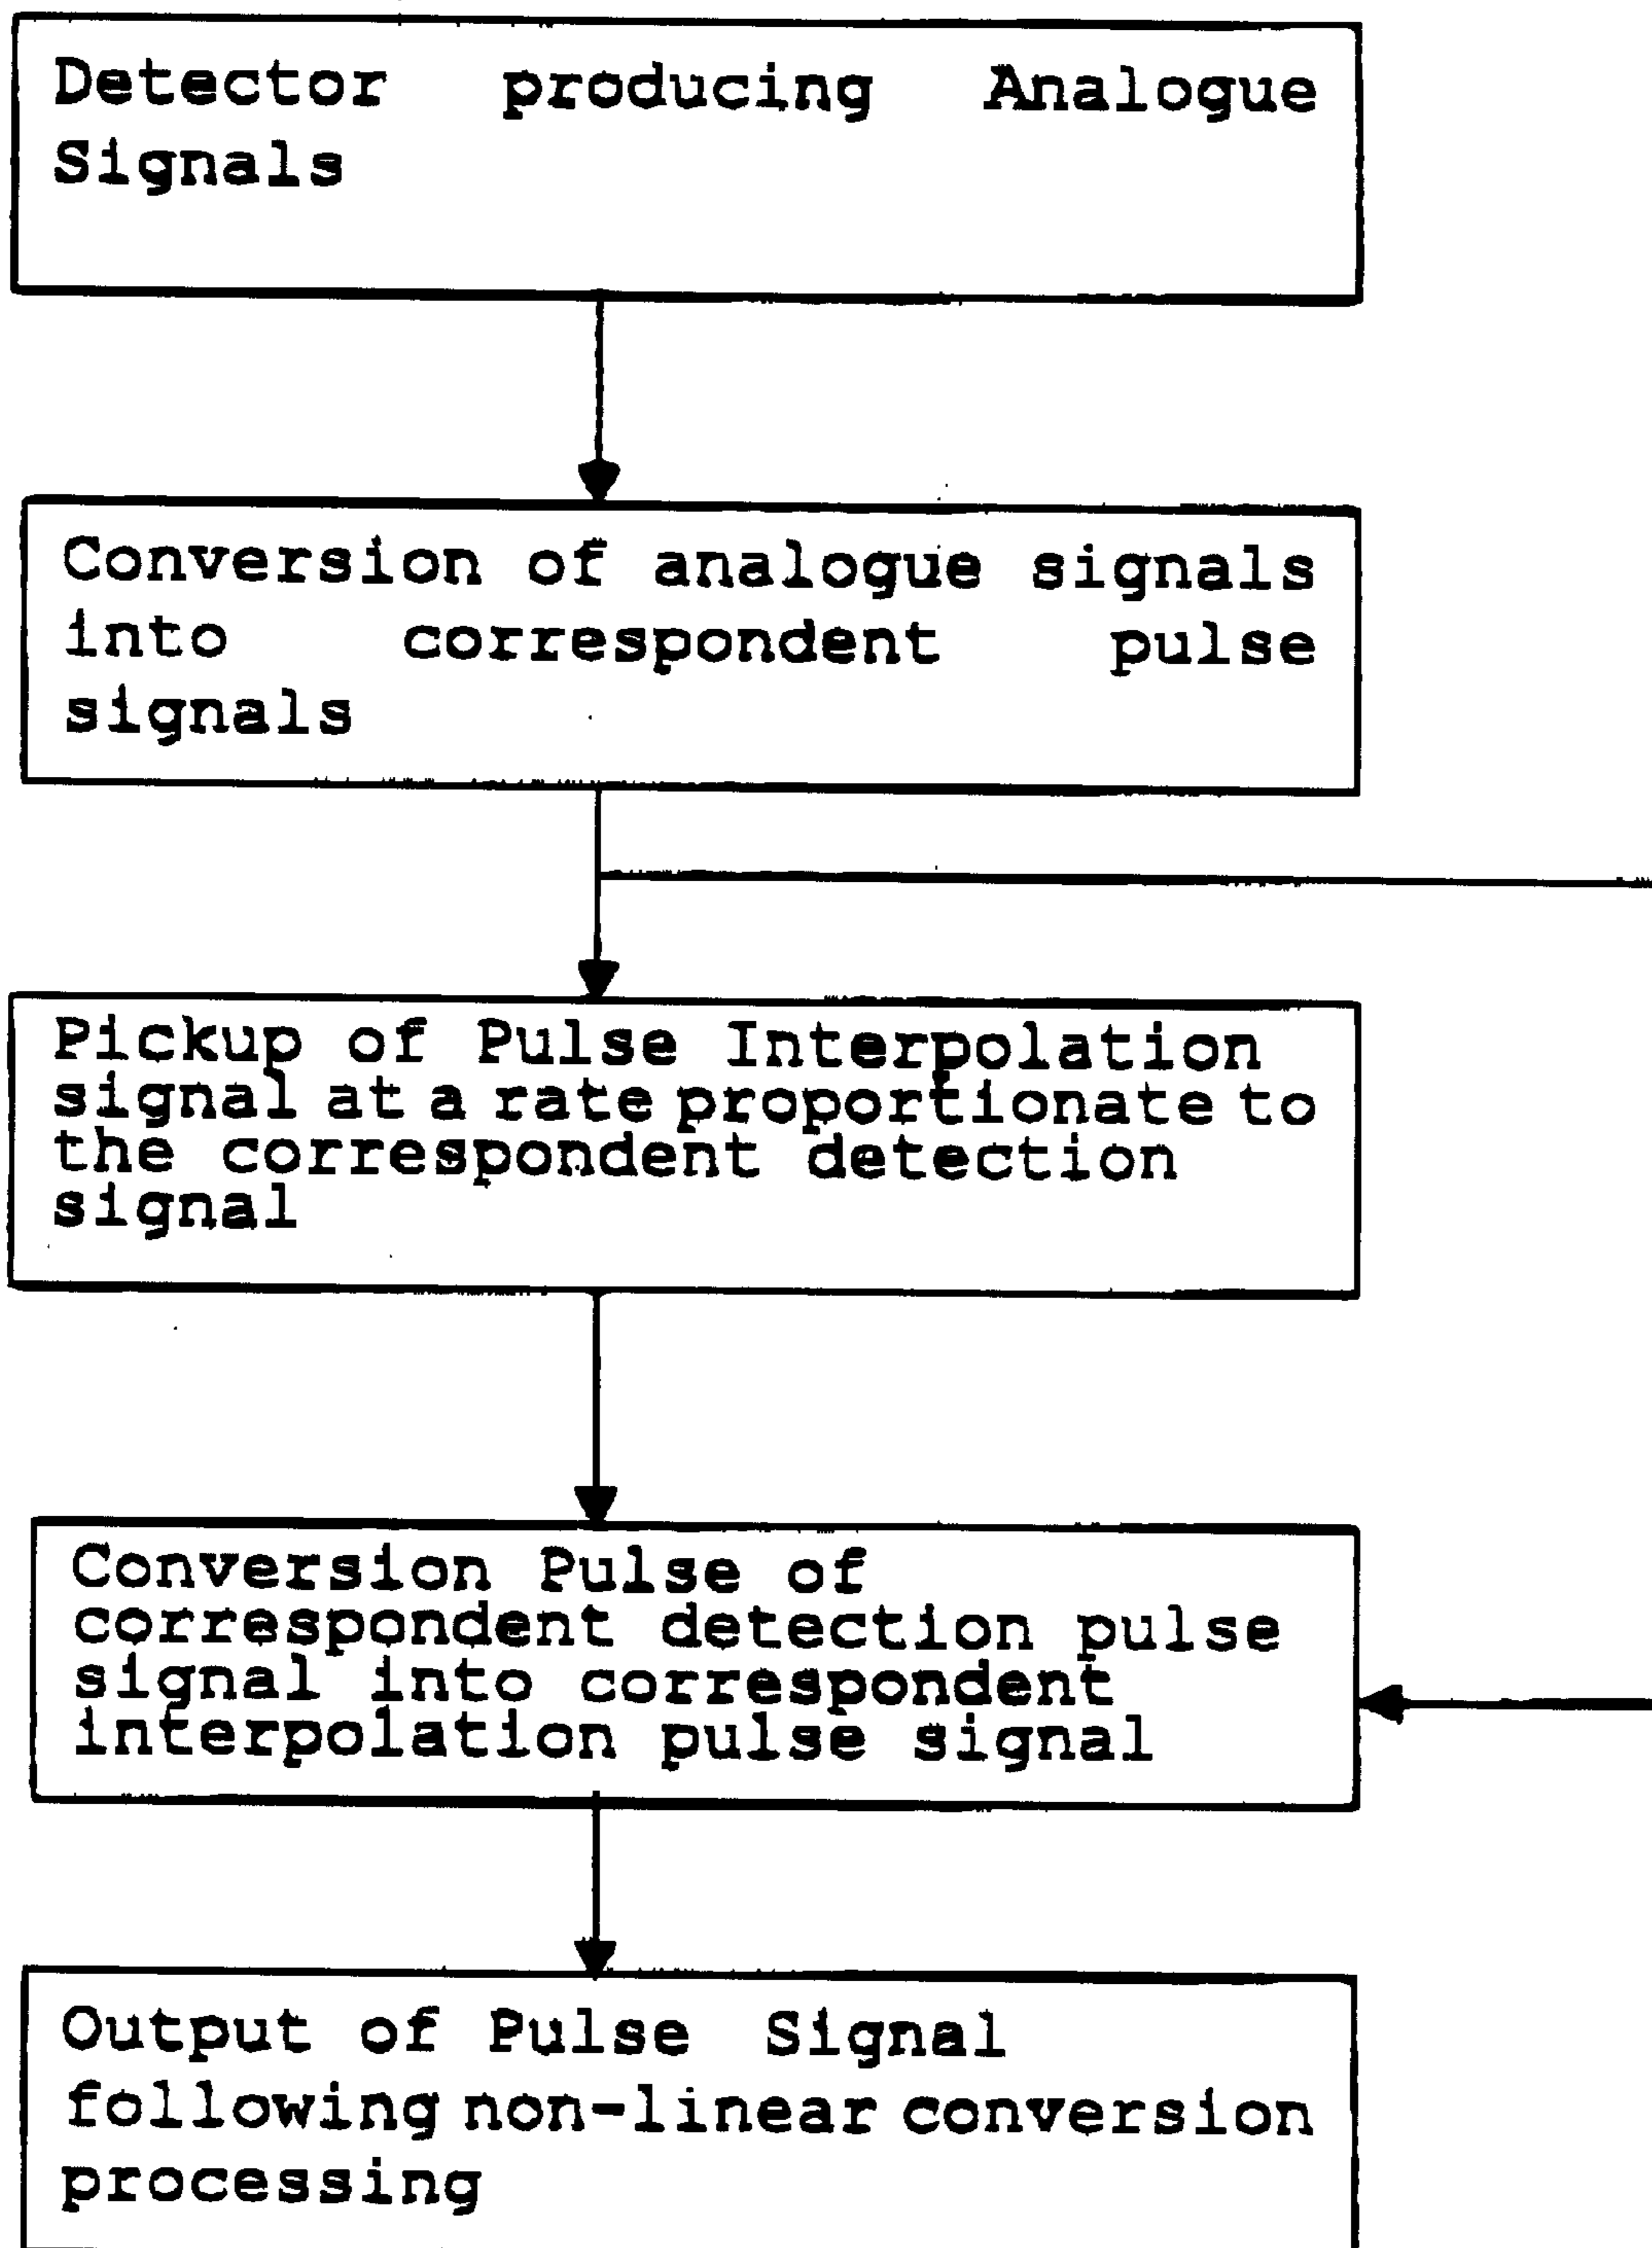 Detector producing Analogue
Signals
Conversion of analogue signals
into correspondent pulse
signals
Pickup of Pulse Interpolation
signal at a rate proportionate to
the correspondent detection
signal
Conversion Pulse of
correspondent detection pulse
signal into correspondent
interpolation pulse signal
Output of Pulse Signal
following non-linear conversion
processing